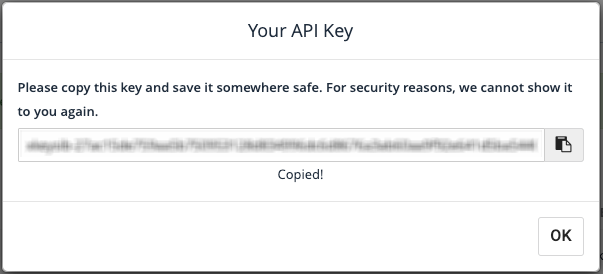 Your API Key
Please copy this key and save it somewhere safe. For security reasons, we cannot show it
to you again.
Copied!
OK